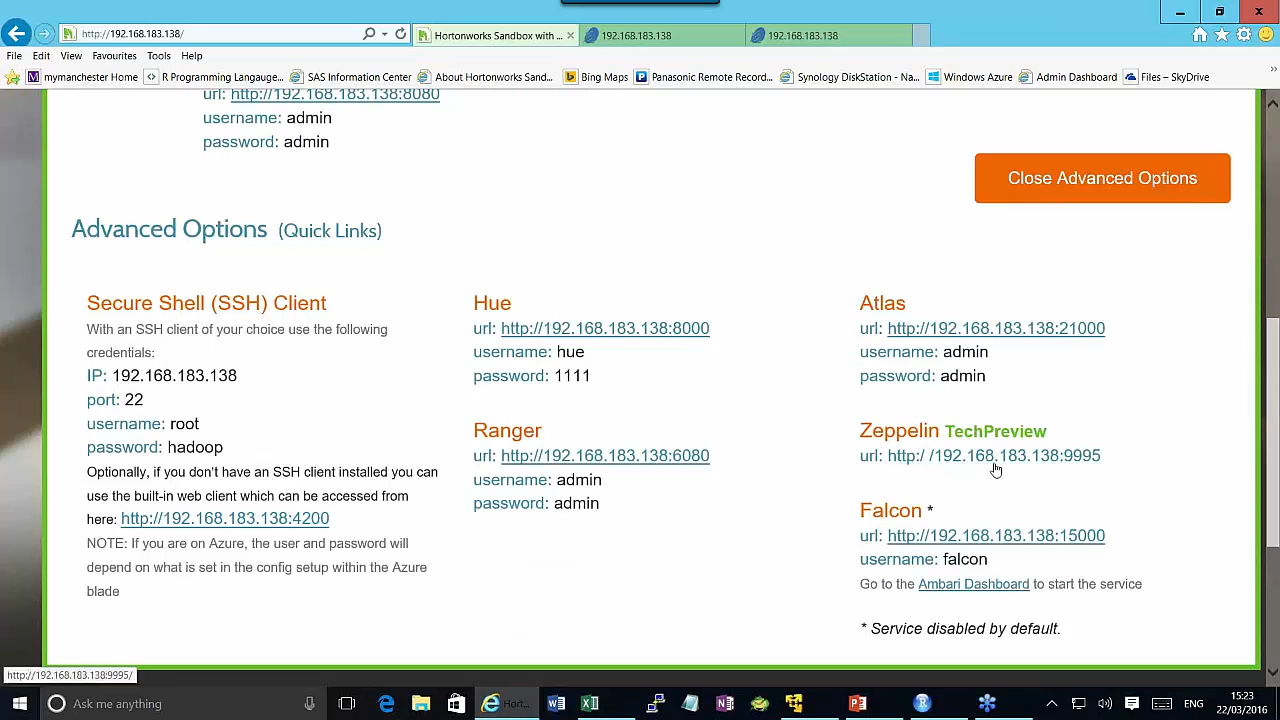 http://192.168.183.138/
Hortonworks Sandbox with ...
192.168.183.138
192.168.183.138
File Edit View Favourites Tools Help
mymanchester Home
R Programming Langauge...
SAS Information Center
About Hortonworks Sand...
Bing Maps
Panasonic Remote Record...
Synology DiskStation - Na...
Windows Azure
Admin Dashboard
Files – SkyDrive
url: http://192.168.183.138:8080
username: admin
password: admin
Close Advanced Options
Advanced Options (Quick Links)
Secure Shell (SSH) Client
With an SSH client of your choice use the following
credentials:
IP: 192.168.183.138
port: 22
username: root
password: hadoop
Optionally, if you don't have an SSH client installed you can
use the built-in web client which can be accessed from
here: http://192.168.183.138:4200
NOTE: If you are on Azure, the user and password will
depend on what is set in the config setup within the Azure
blade
Hue
url: http://192.168.183.138:8000
username: hue
password: 1111
Ranger
url: http://192.168.183.138:6080
username: admin
password: admin
Atlas
url: http://192.168.183.138:21000
username: admin
password: admin
Zeppelin TechPreview
url: http:/ /192.168.183.138:9995
Falcon *
url: http://192.168.183.138:15000
username: falcon
Go to the Ambari Dashboard to start the service
* Service disabled by default.
http://192.168.183.138:9995/
Ask me anything
Hort...
ENG
15:23
22/03/2016